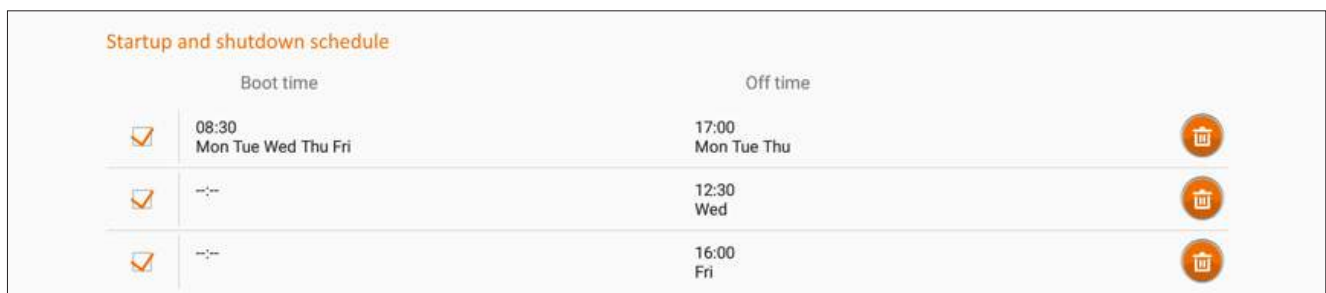 Startup and shutdown schedule
Boot time Off time
08:30 17:00
Mon Tue Wed Thu Fri Mon Tue Thu
--:-- 12:30
Wed
--:-- 16:00
Fri